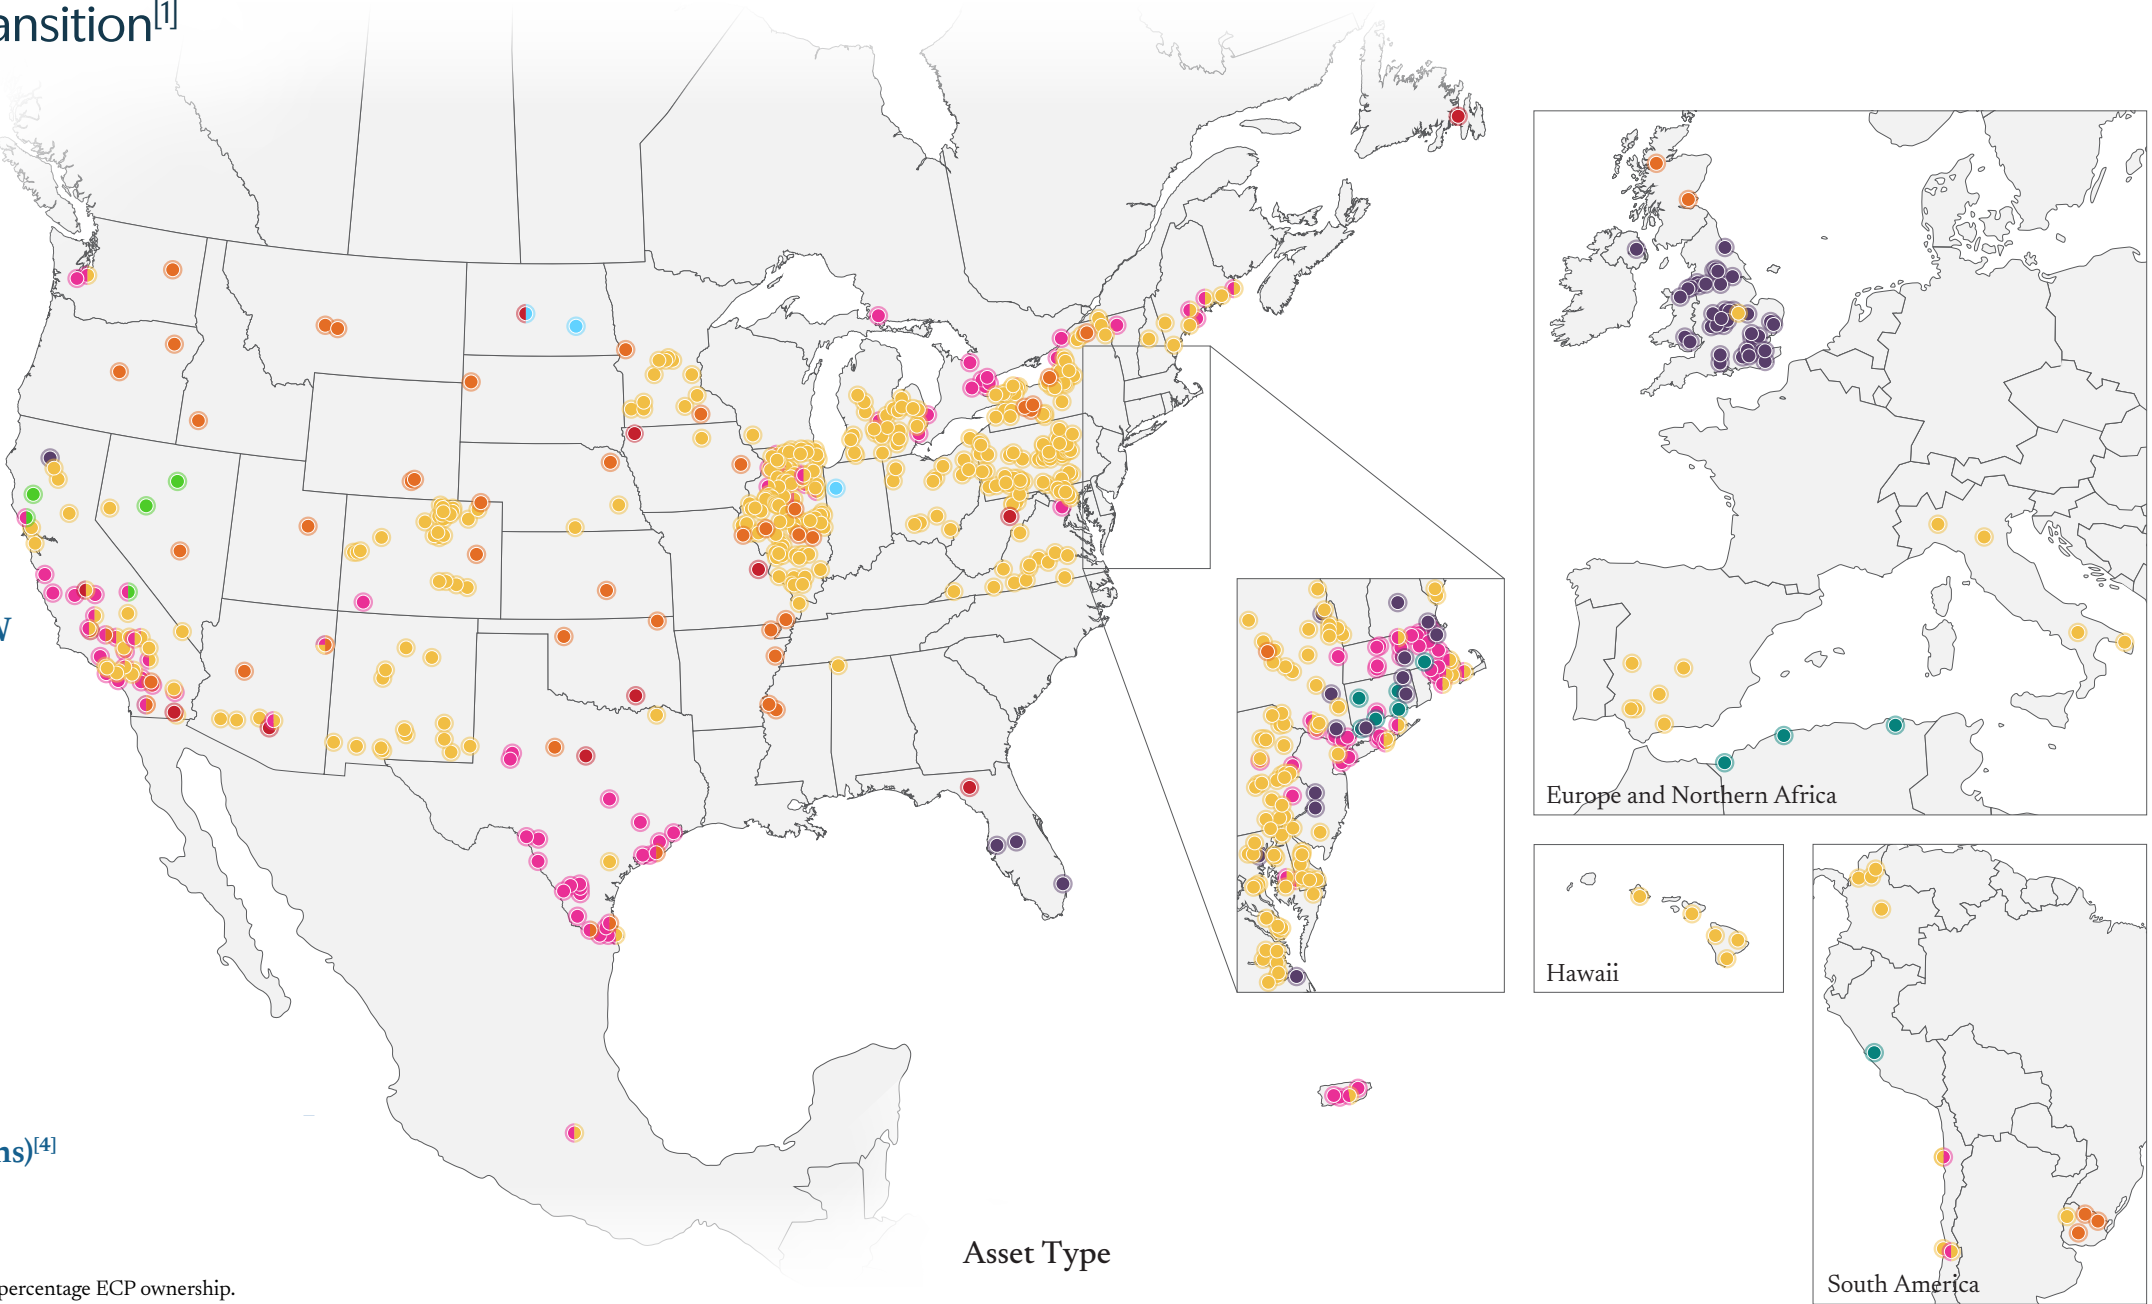 ansition[1]
Europe and Northern Africa
Hawaii
ns)[4]
Asset Type
South America
percentage ECP ownership.